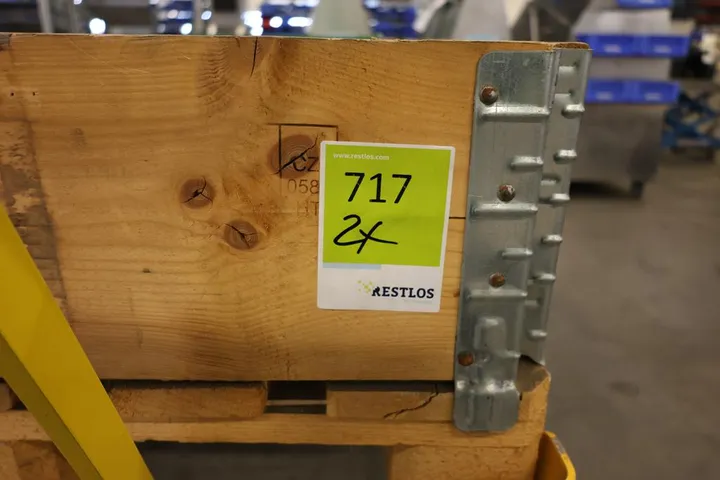 www.restlos.com
717
2x
RESTLOS
CZ
058
HT